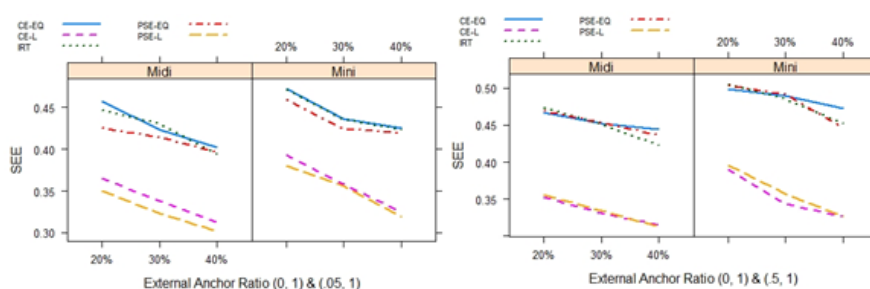 CE-EQ PSE-EQ
CE-L PSE-L
IRT
20% 30% 40%
Midi Mini
0.45
0.40
0.35
0.30
SEE
20% 30% 40%
External Anchor Ratio (0, 1) & (.05, 1)
CE-EQ PSE-EQ
CE-L PSE-L
IRT
20% 30% 40%
Midi Mini
0.50
0.45
0.40
0.35
SEE
20% 30% 40%
External Anchor Ratio (0, 1) & (.5, 1)